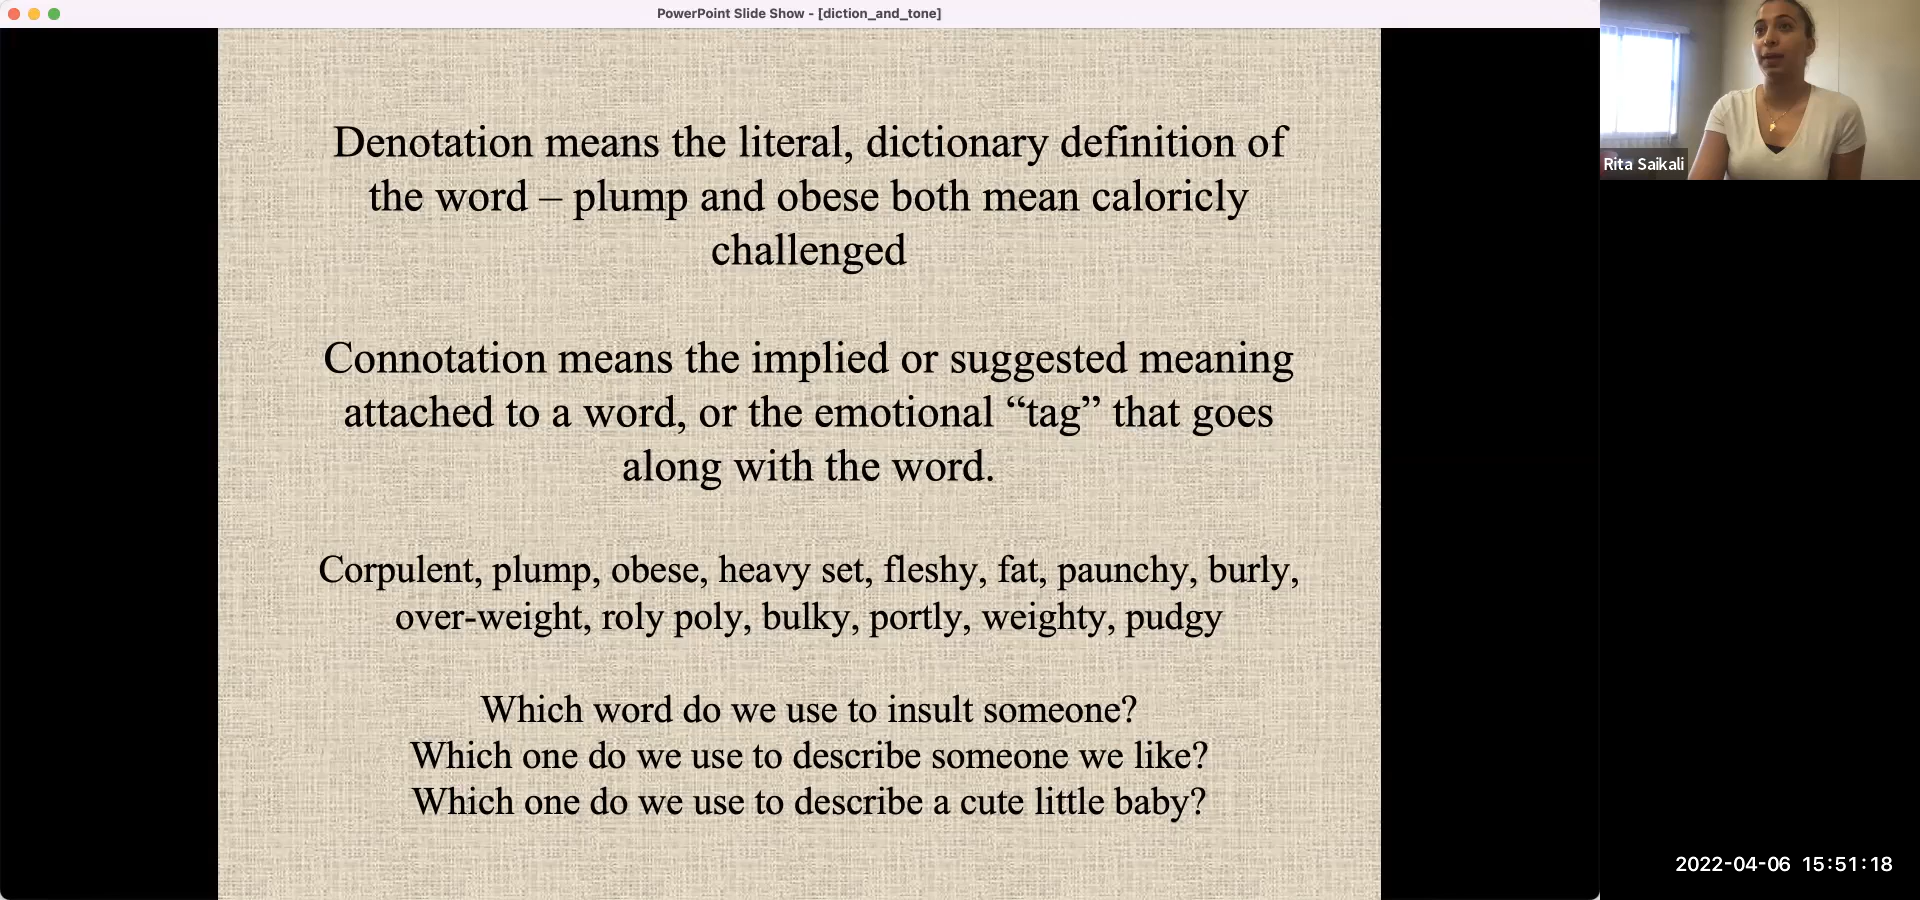 PowerPoint Slide Show - [diction_and_tone]
Denotation means the literal, dictionary definition of
the word – plump and obese both mean caloricly
challenged
Connotation means the implied or suggested meaning
attached to a word, or the emotional “tag” that goes
along with the word.
Corpulent, plump, obese, heavy set, fleshy, fat, paunchy, burly,
over-weight, roly poly, bulky, portly, weighty, pudgy
Which word do we use to insult someone?
Which one do we use to describe someone we like?
Which one do we use to describe a cute little baby?
Rita Saikali
2022-04-06 15:51:18